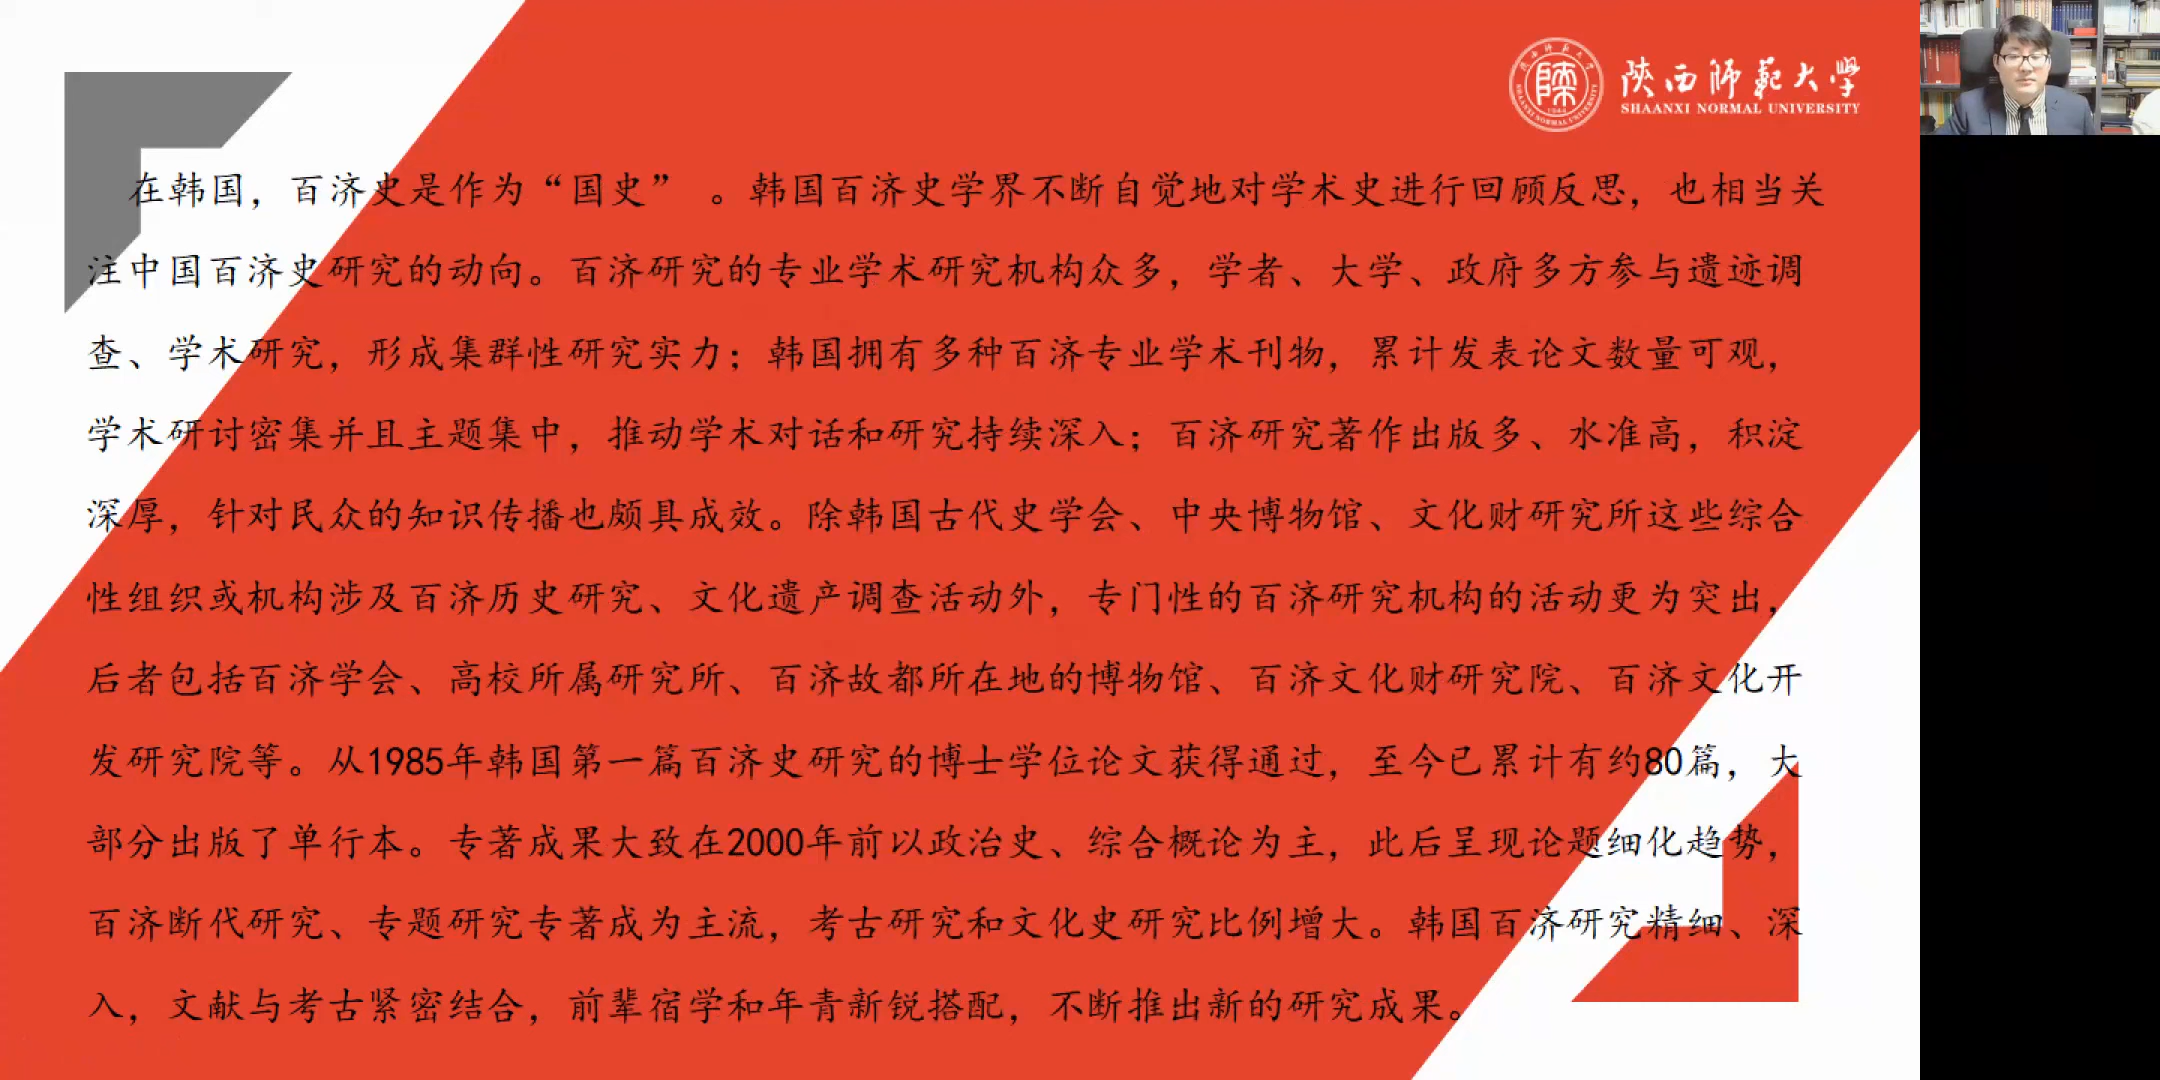 陕西师范大学
SHAANXI NORMAL UNIVERSITY
在韩国，百济史是作为“国史” 。韩国百济史学界不断自觉地对学术史进行回顾反思，也相当关
注中国百济史研究的动向。百济研究的专业学术研究机构众多，学者、大学、政府多方参与遗迹调
查、学术研究，形成集群性研究实力；韩国拥有多种百济专业学术刊物，累计发表论文数量可观，
学术研讨密集并且主题集中，推动学术对话和研究持续深入；百济研究著作出版多、水准高，积淀
深厚，针对民众的知识传播也颇具成效。除韩国古代史学会、中央博物馆、文化财研究所这些综合
性组织或机构涉及百济历史研究、文化遗产调查活动外，专门性的百济研究机构的活动更为突出，
后者包括百济学会、高校所属研究所、百济故都所在地的博物馆、百济文化财研究院、百济文化开
发研究院等。从1985年韩国第一篇百济史研究的博士学位论文获得通过，至今已累计有约80篇，大
部分出版了单行本。专著成果大致在2000年前以政治史、综合概论为主，此后呈现论题细化趋势，
百济断代研究、专题研究专著成为主流，考古研究和文化史研究比例增大。韩国百济研究精细、深
入，文献与考古紧密结合，前辈宿学和年青新锐搭配，不断推出新的研究成果。